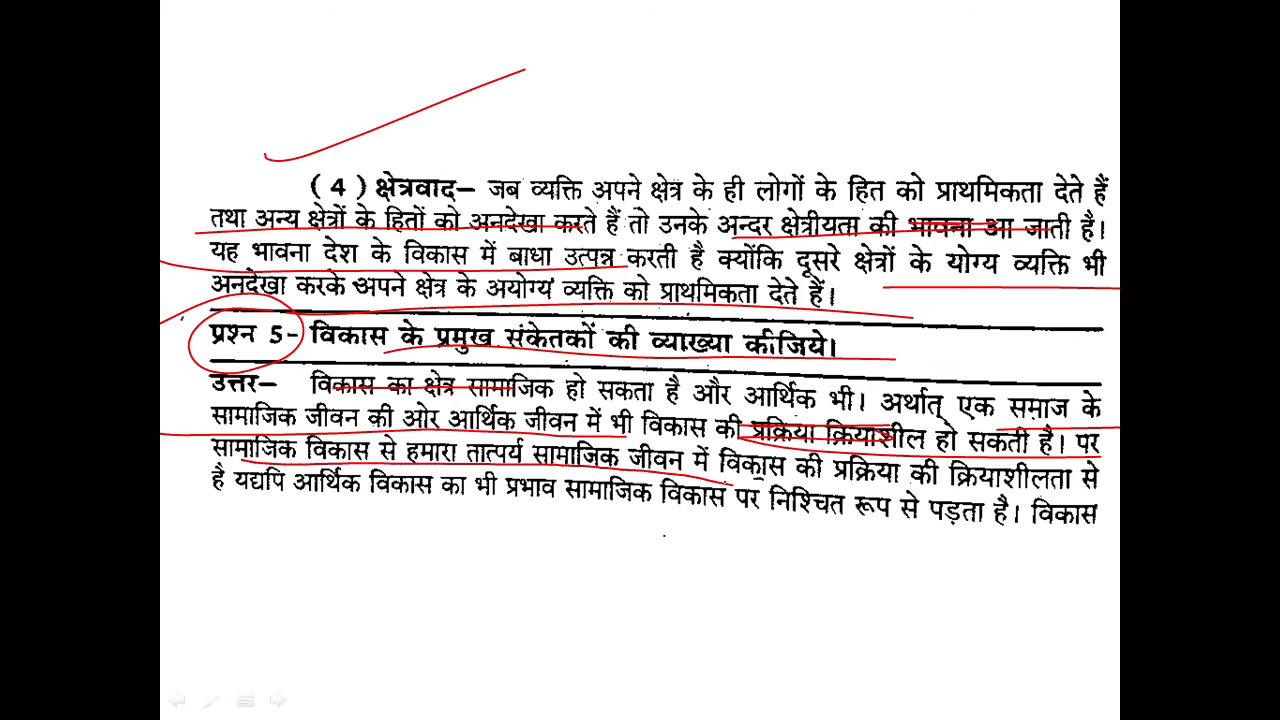 ( 4 ) क्षेत्रवाद– जब व्यक्ति अपने क्षेत्र के ही लोगों के हित को प्राथमिकता देते हैं
तथा अन्य क्षेत्रों के हितों को अनदेखा करते हैं तो उनके अन्दर क्षेत्रीयता की भावना आ जाती है।
यह भावना देश के विकास में बाधा उत्पन्न करती है क्योंकि दूसरे क्षेत्रों के योग्य व्यक्ति भी
अनदेखा करके अपने क्षेत्र के अयोग्य व्यक्ति को प्राथमिकता देते हैं।
प्रश्न 5- विकास के प्रमुख संकेतकों की व्याख्या कीजिये।
उत्तर– विकास का क्षेत्र सामाजिक हो सकता है और आर्थिक भी। अर्थात् एक समाज के
सामाजिक जीवन की ओर आर्थिक जीवन में भी विकास की प्रक्रिया क्रियाशील हो सकती है। पर
सामाजिक विकास से हमारा तात्पर्य सामाजिक जीवन में विकास की प्रक्रिया की क्रियाशीलता से
है यद्यपि आर्थिक विकास का भी प्रभाव सामाजिक विकास पर निश्चित रूप से पड़ता है। विकास